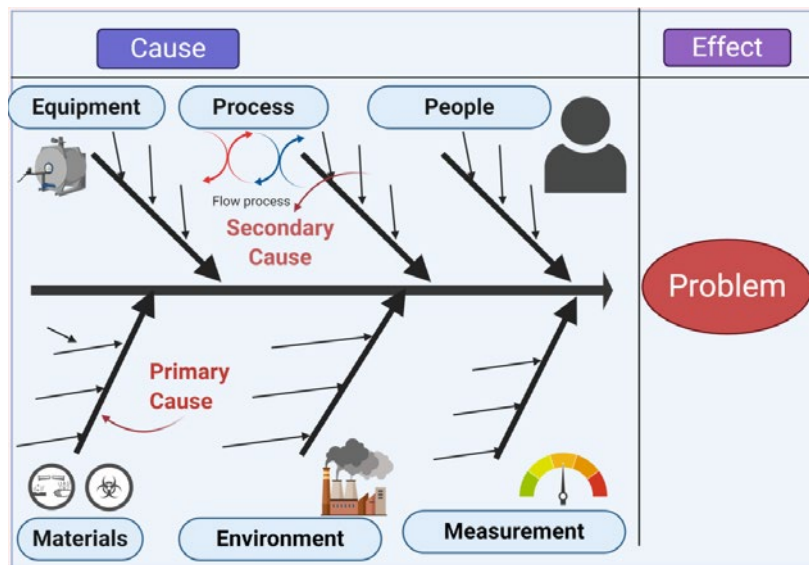 Cause
Effect
Equipment
Process
People
Flow process
Secondary
Cause
Problem
Primary
Cause
Materials
Environment
Measurement